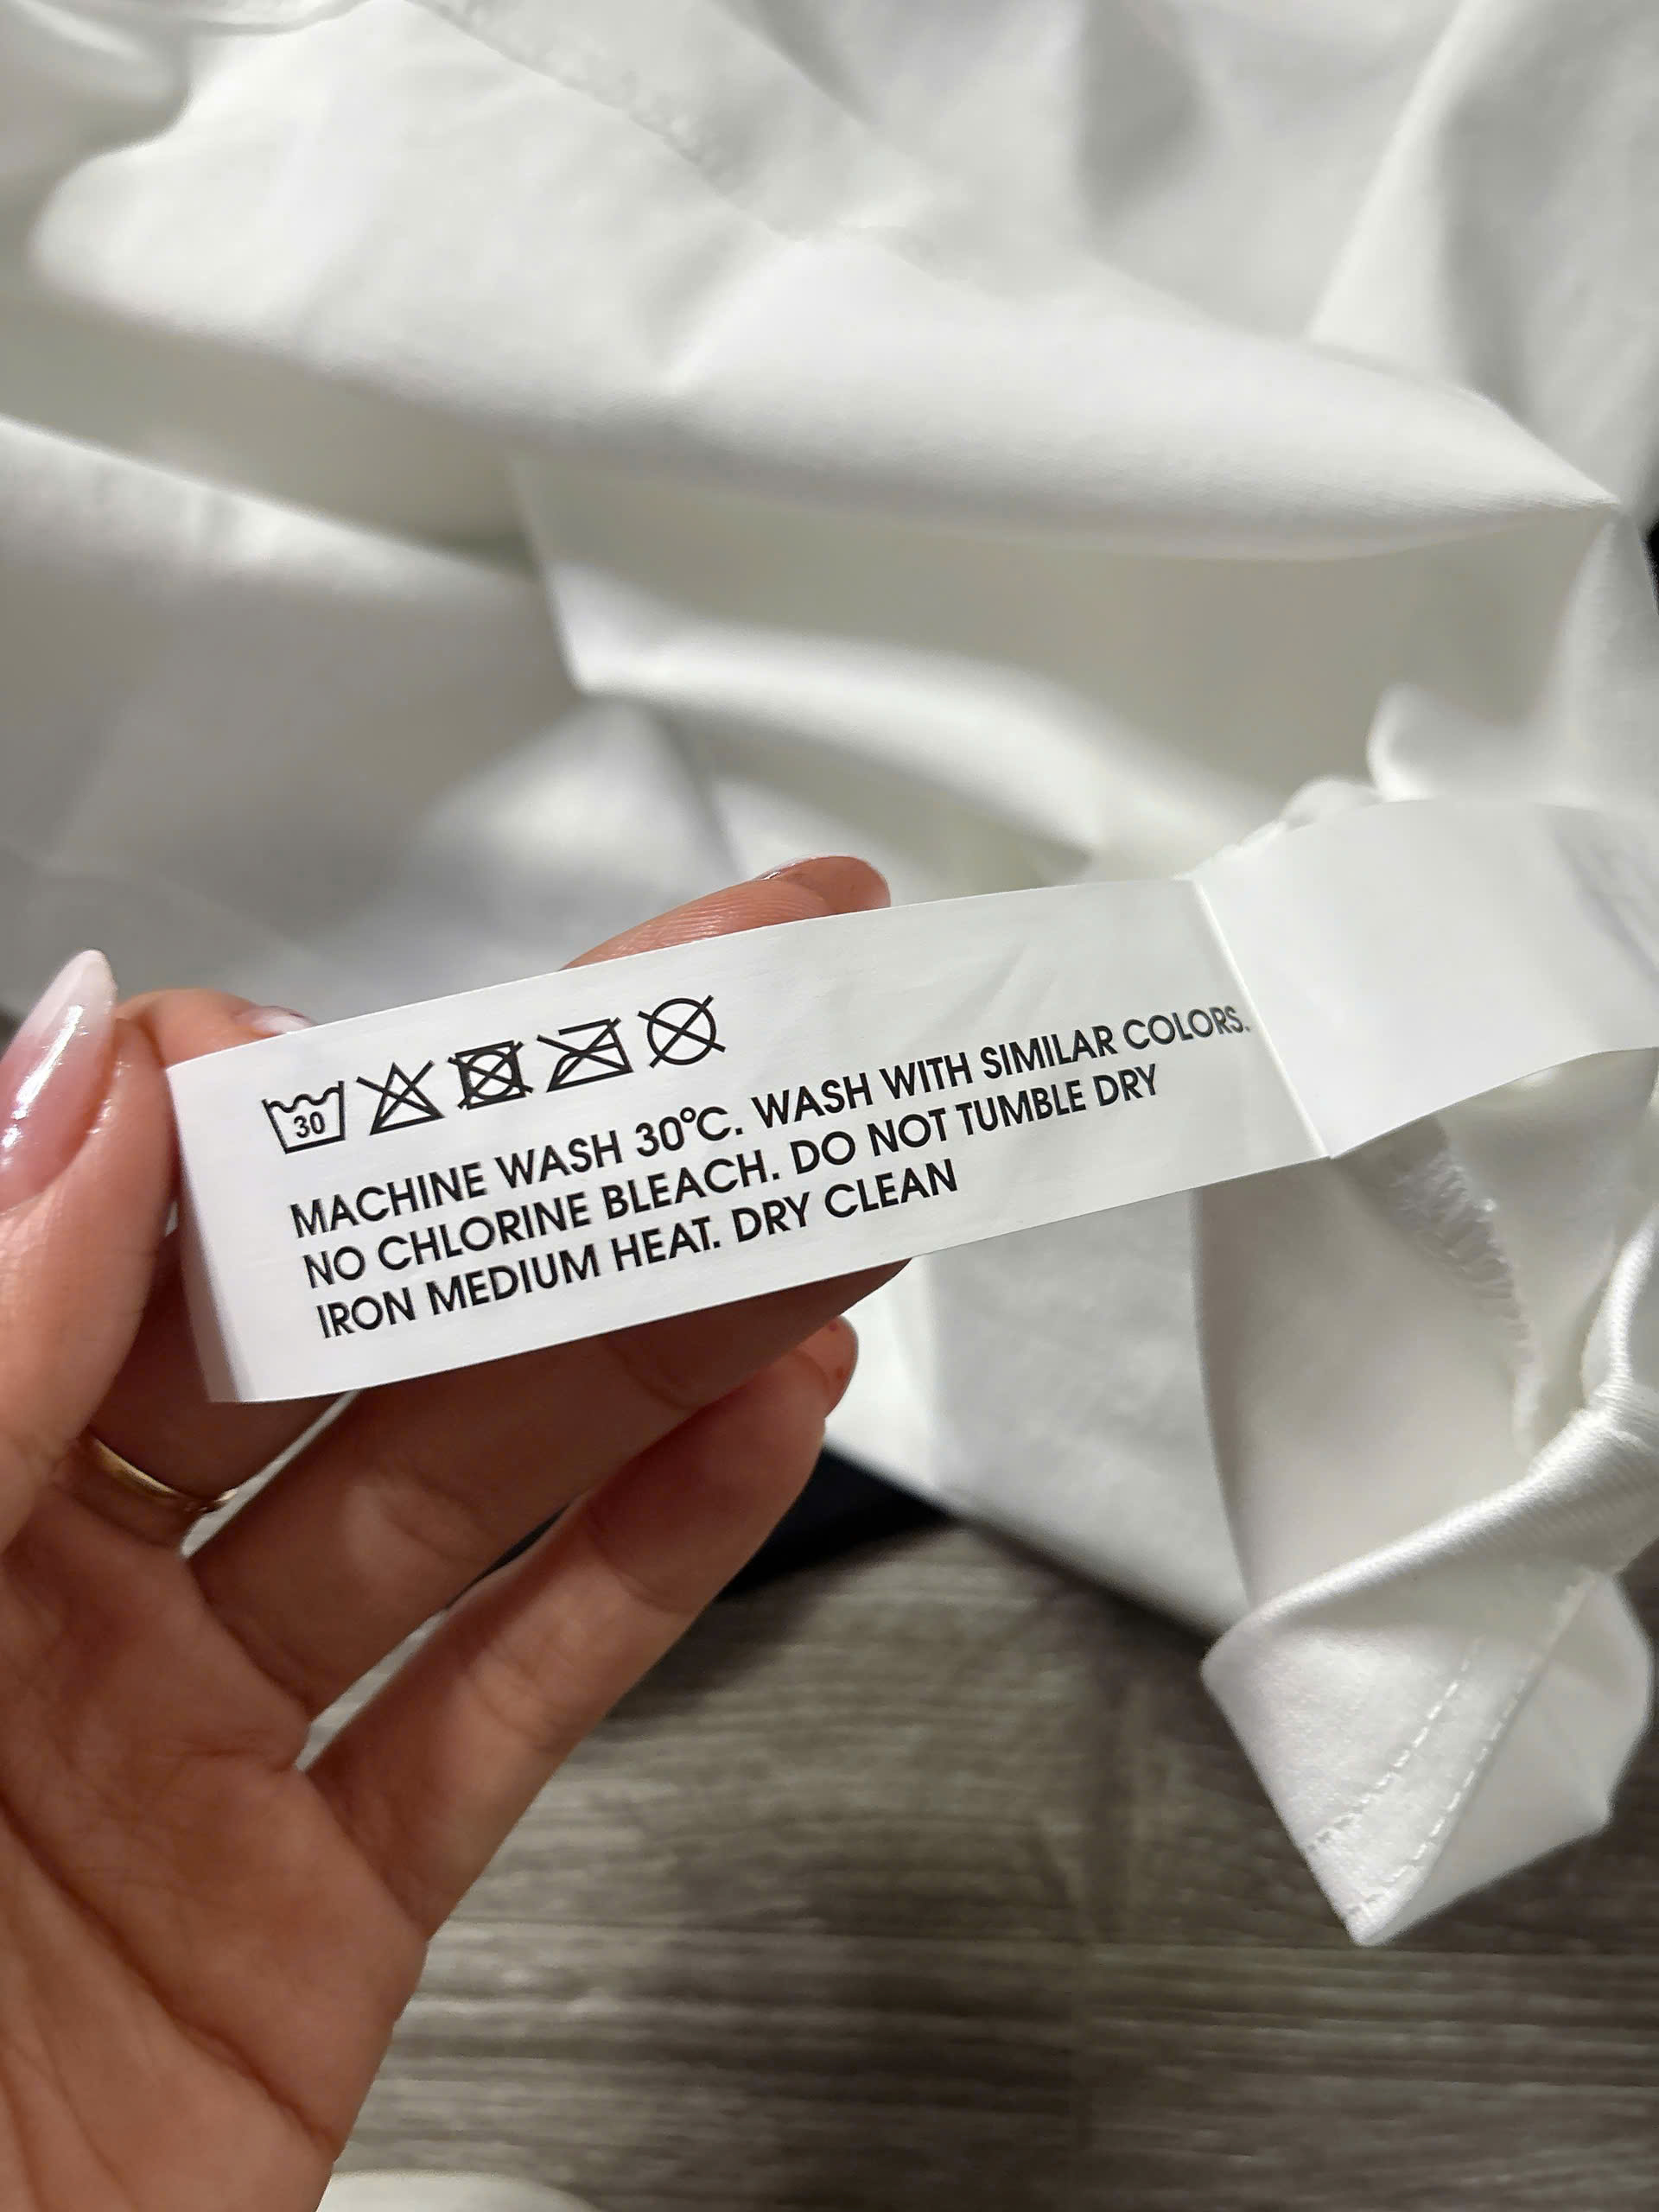 30
MACHINE WASH 30°C. WASH WITH SIMILAR COLORS.
NO CHLORINE BLEACH. DO NOT TUMBLE DRY
IRON MEDIUM HEAT. DRY CLEAN